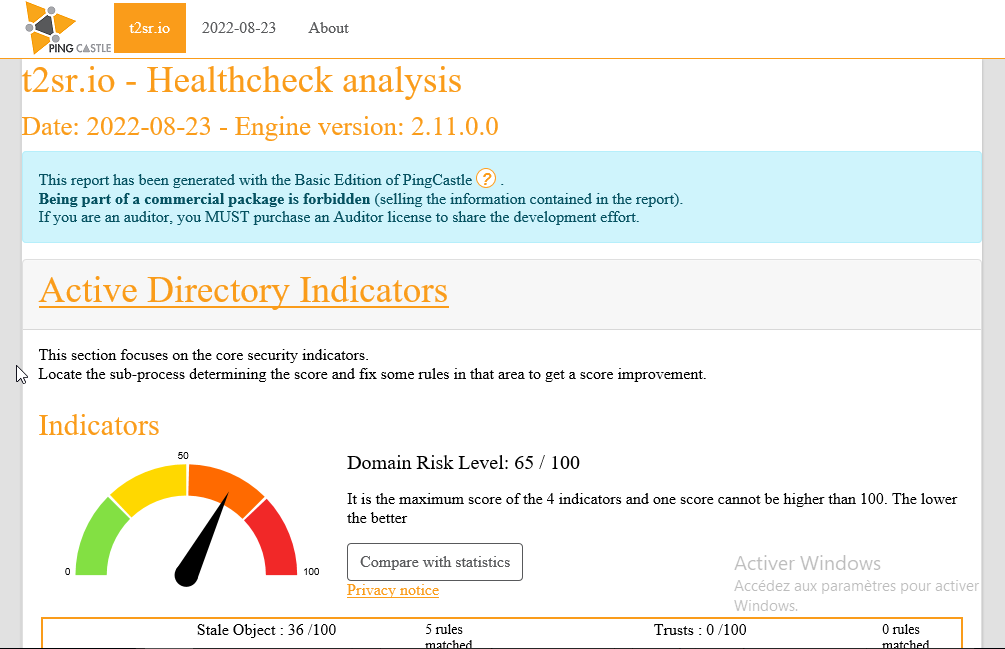 PING CASTLE
t2sr.io
2022-08-23
About
t2sr.io - Healthcheck analysis
Date: 2022-08-23 - Engine version: 2.11.0.0
This report has been generated with the Basic Edition of PingCastle ? .
Being part of a commercial package is forbidden (selling the information contained in the report).
If you are an auditor, you MUST purchase an Auditor license to share the development effort.
Active Directory Indicators
This section focuses on the core security indicators.
Locate the sub-process determining the score and fix some rules in that area to get a score improvement.
Indicators
0
50
100
Domain Risk Level: 65 / 100
It is the maximum score of the 4 indicators and one score cannot be higher than 100. The lower
the better
Compare with statistics
Privacy notice
Activer Windows
Accédez aux paramètres pour activer
Windows.
Stale Object : 36 /100
5 rules
matched
Trusts : 0 /100
0 rules
matched